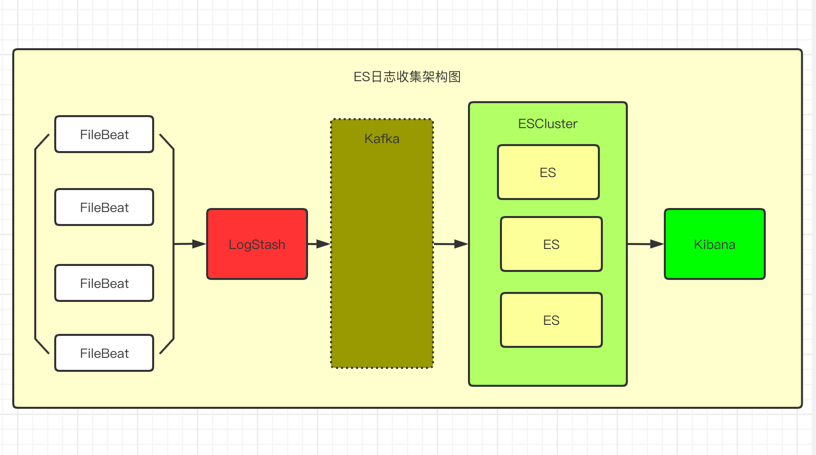 ES日志收集架构图
FileBeat
FileBeat
FileBeat
FileBeat
LogStash
Kafka
ESCluster
ES
ES
ES
Kibana